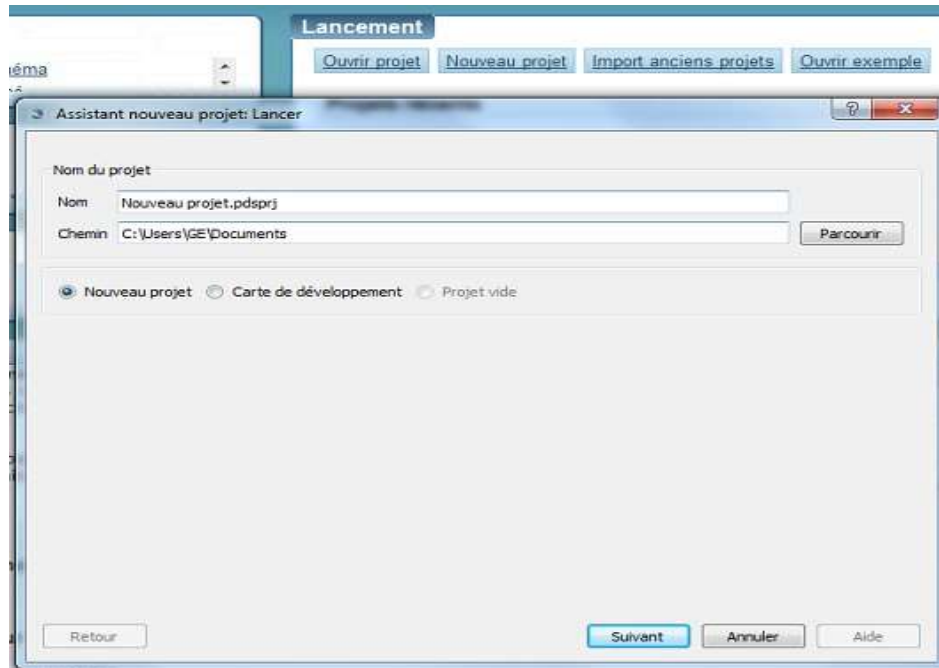 Lancement
éma
Ouvrir projet Nouveau projet Import anciens projets Ouvrir exemple
Assistant nouveau projet: Lancer
Nom du projet
Nom Nouveau projet.pdsprj
Chemin C:\Users\GE\Documents Parcourir
Nouveau projet Carte de développement Projet vide
Retour Suivant Annuler Aide